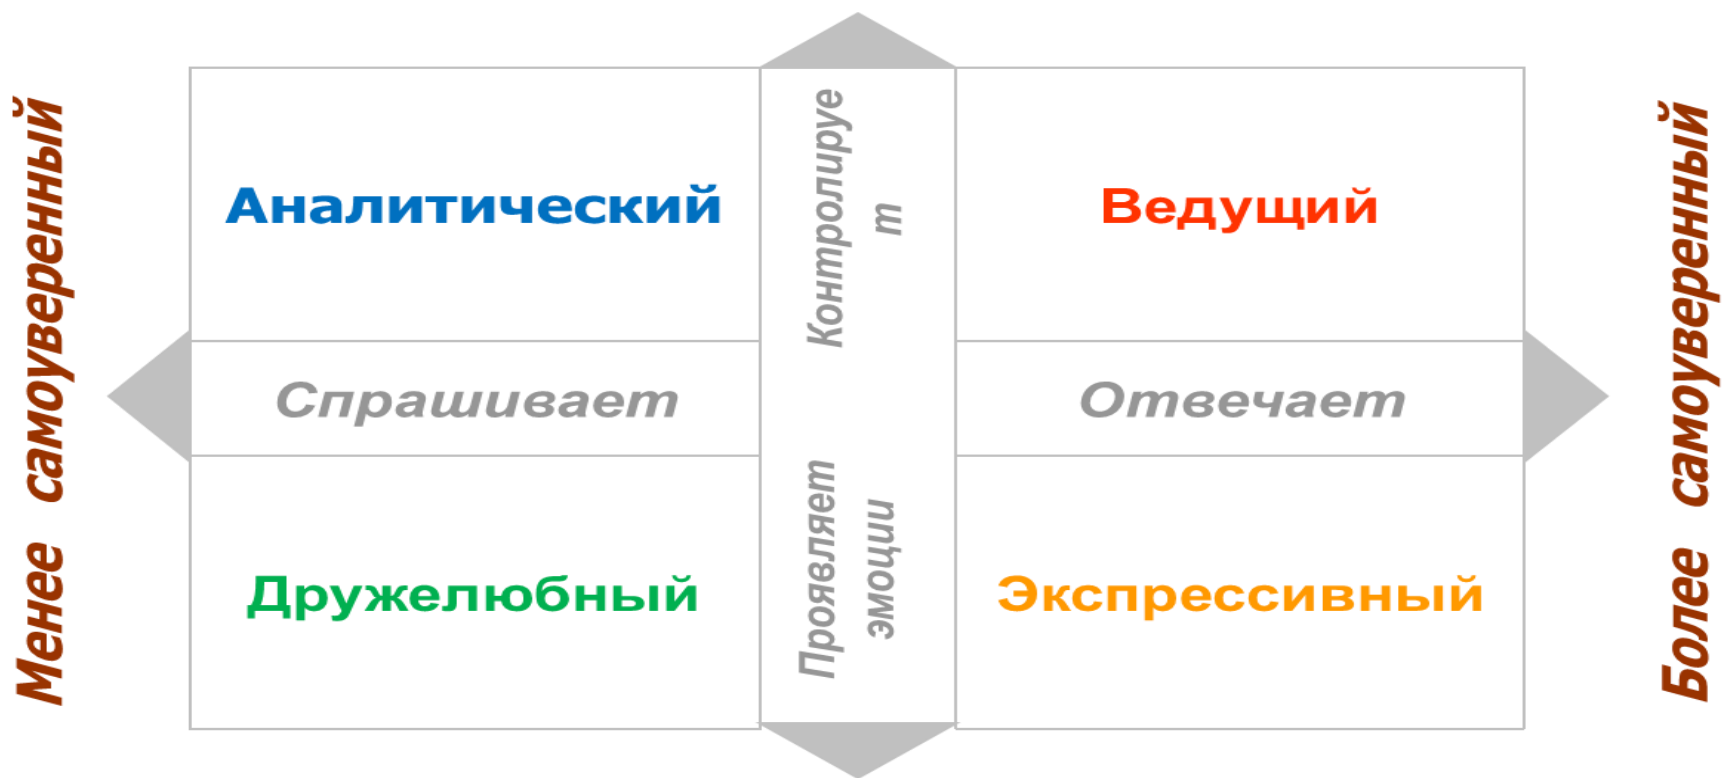 Менее самоуверенный
Аналитический
Контролируе
т
Ведущий
Более самоуверенный
Спрашивает
Отвечает
Дружелюбный
Проявляет
эмоции
Экспрессивный